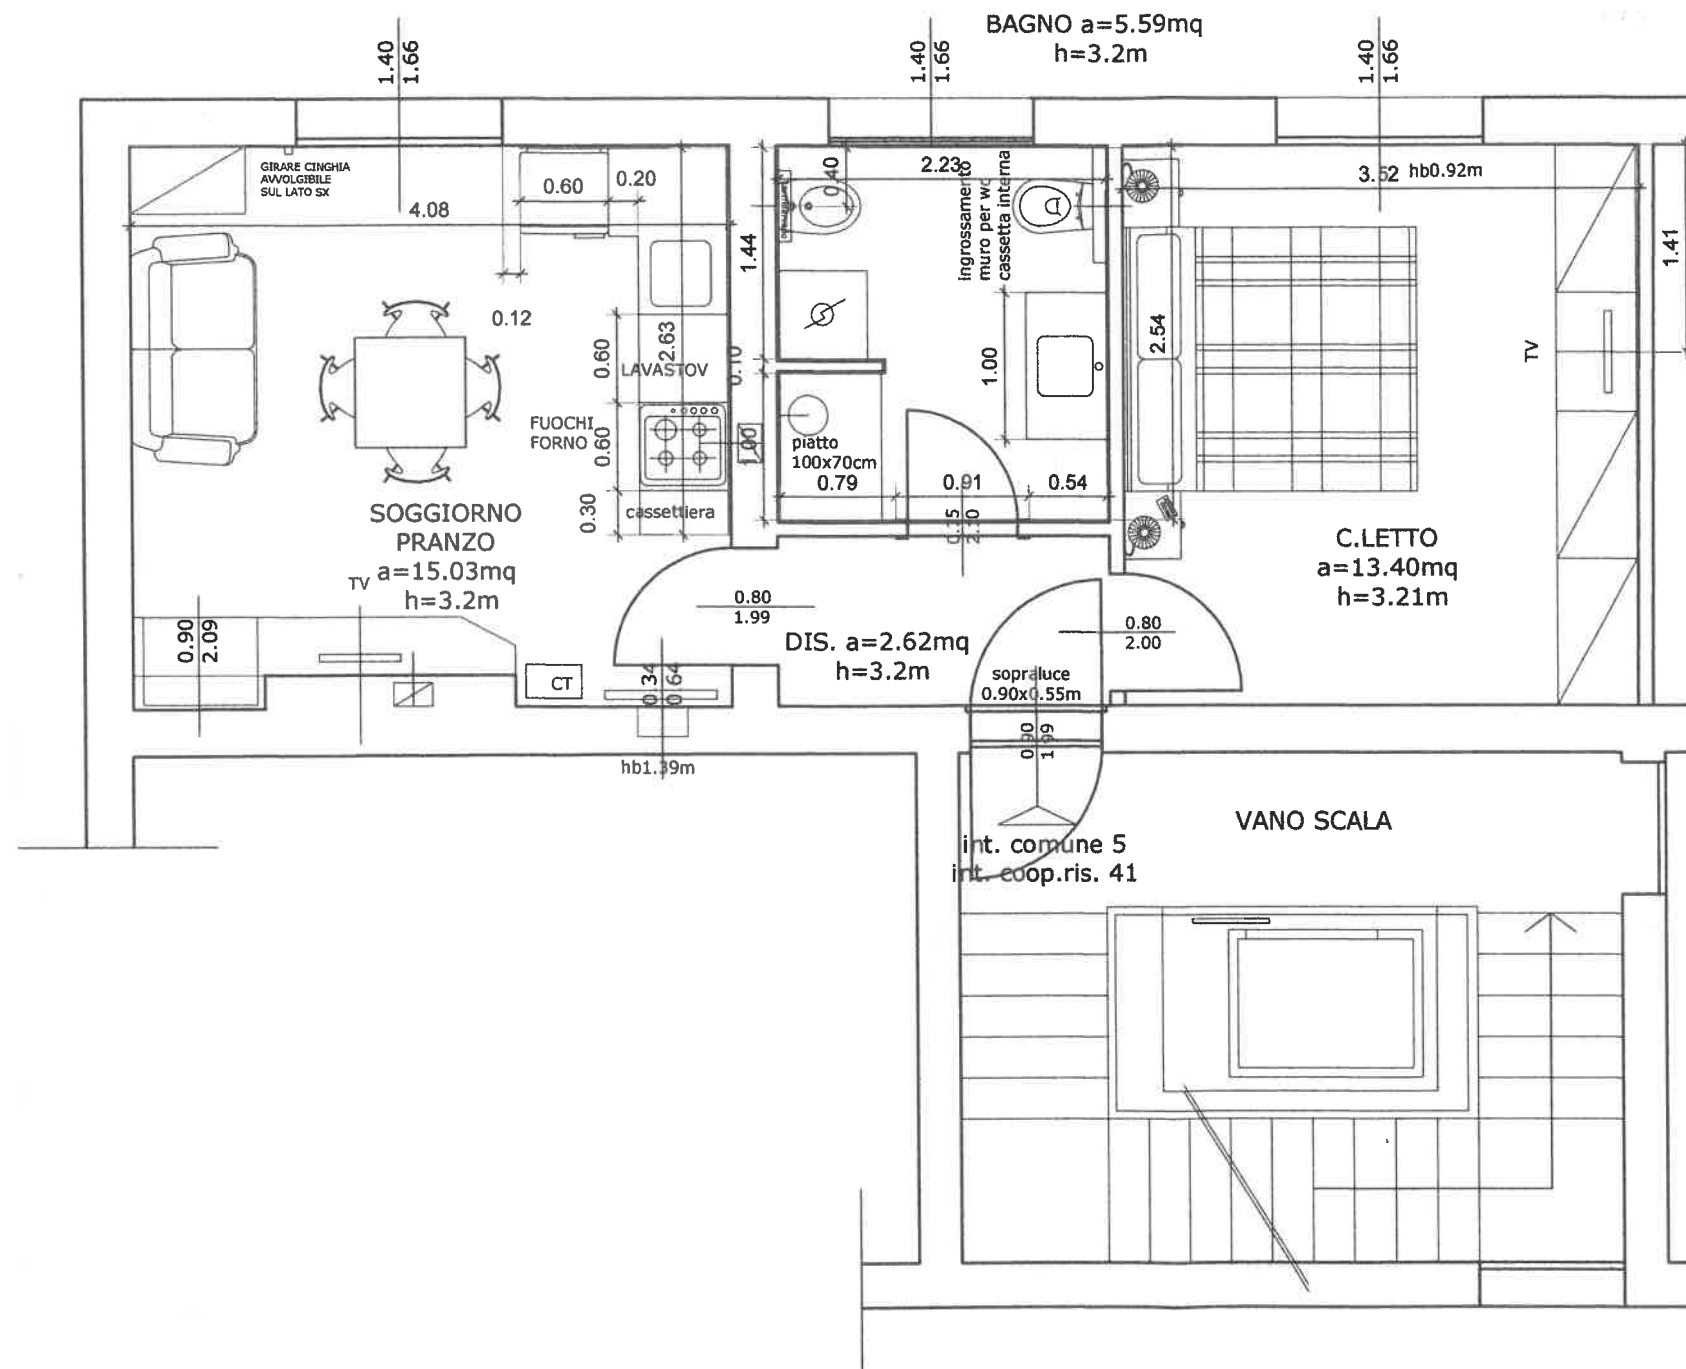 BAGNO a=5.59mq
h=3.2m
1.40
1.66
1.40
1.66
1.40
1.66
GIRARE CINGHIA
AVVOLGIBILE
SUL LATO SX
0.60
0.20
4.08
0.40
2.23
ingrossamento
muro per wc
cassetta interna
3.52
hb0.92m
1.44
1.41
0.12
2.63
0.60
LAVASTOV
0.10
1.00
2.54
TV
FUOCHI
FORNO
0.60
1.00
piatto
100x70cm
0.79
0.91
0.54
0.30
cassettiera
0.15
2.10
SOGGIORNO
PRANZO
a=15.03mq
h=3.2m
TV
C.LETTO
a=13.40mq
h=3.21m
0.80
1.99
0.80
2.00
0.90
2.09
DIS. a=2.62mq
h=3.2m
sopraluce
0.90x0.55m
CT
0.34
0.64
0.90
1.99
hb1.39m
VANO SCALA
int. comune 5
int. coop.ris. 41